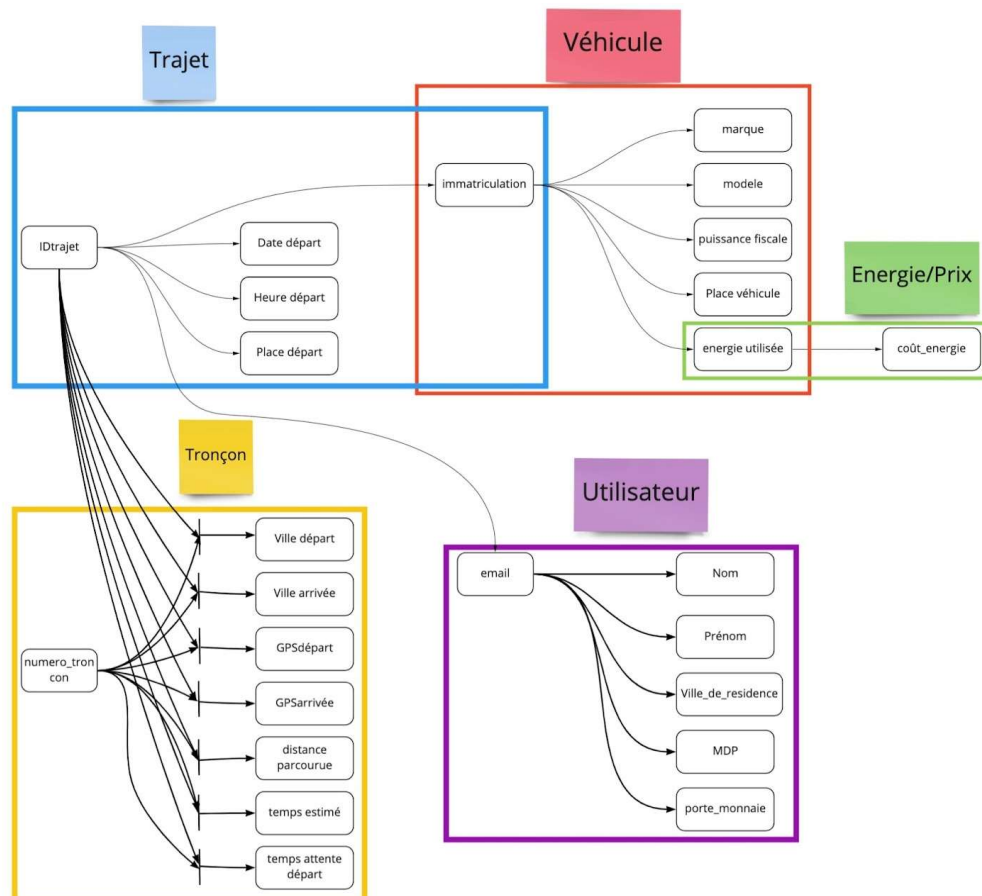 Trajet
Véhicule
marque
immatriculation
modele
IDtrajet
Date départ
puissance fiscale
Energie/Prix
Heure départ
Place véhicule
Place départ
energie utilisée
coût_energie
Tronçon
Utilisateur
Ville départ
email
Nom
Ville arrivée
Prénom
GPSdépart
numero_tron
con
Ville_de_residence
GPSarrivée
distance
parcourue
MDP
temps estimé
porte_monnaie
temps attente
départ